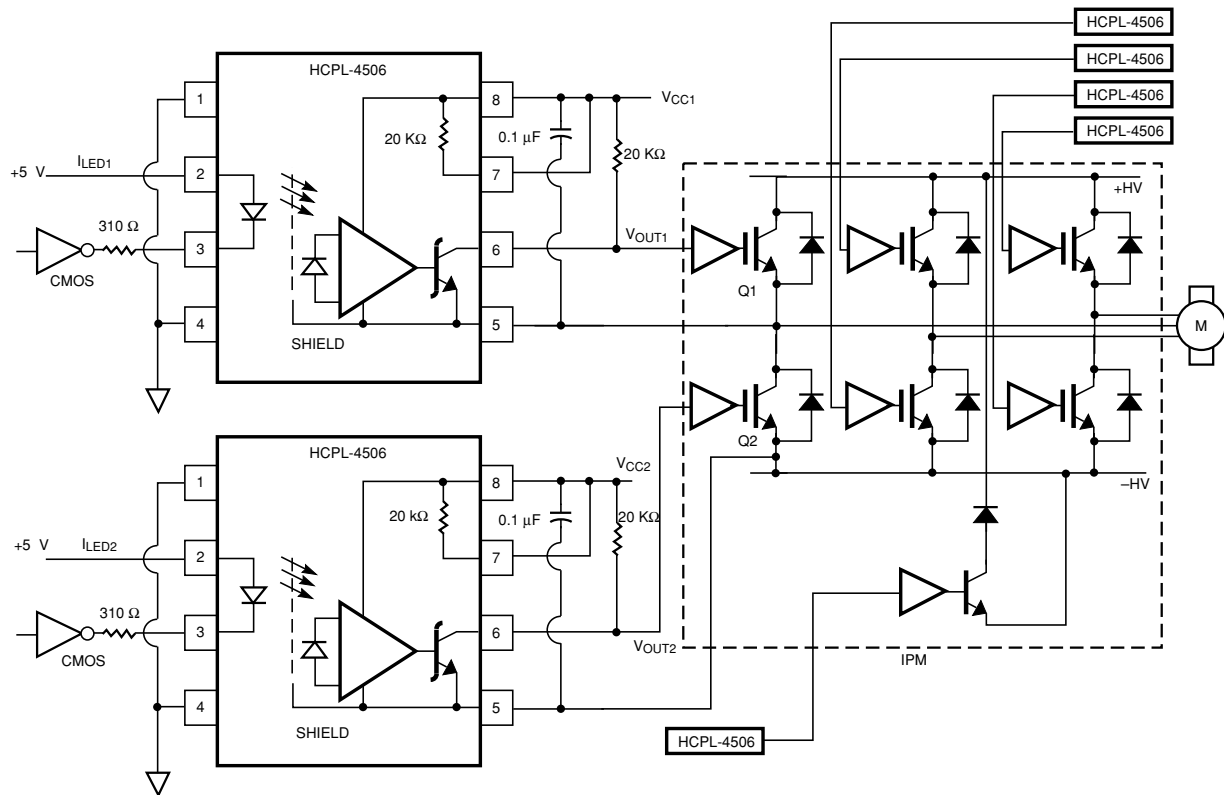 HCPL-4506
HCPL-4506
HCPL-4506
HCPL-4506
HCPL-4506
1
8
VCC1
20 KΩ
0.1 µF
20 KΩ
+5 V
ILED1
2
7
310 Ω
3
6
VOUT1
CMOS
4
5
SHIELD
+HV
Q1
M
Q2
–HV
IPM
HCPL-4506
1
8
VCC2
20 kΩ
0.1 µF
20 KΩ
+5 V
ILED2
2
7
310 Ω
3
6
VOUT2
CMOS
4
5
SHIELD
HCPL-4506